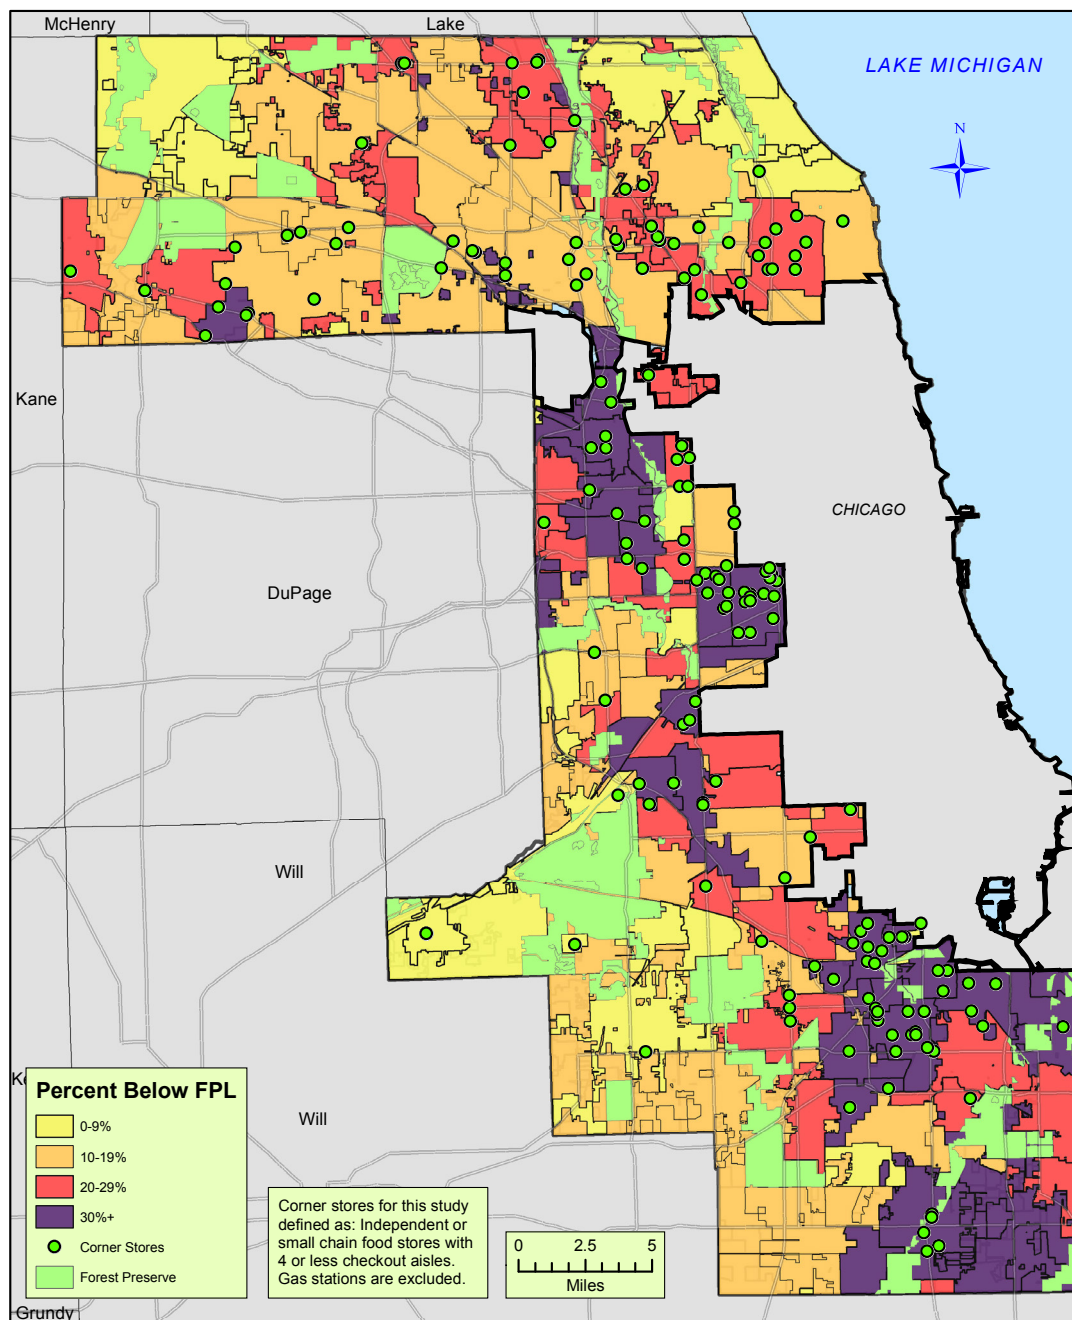 McHenry
Lake
LAKE MICHIGAN
N
Kane
CHICAGO
DuPage
Will
Will
Percent Below FPL
0-9%
10-19%
20-29%
30%+
Corner Stores
Forest Preserve
Corner stores for this study
defined as: Independent or
small chain food stores with
4 or less checkout aisles.
Gas stations are excluded.
0 2.5 5
Miles
Grundy